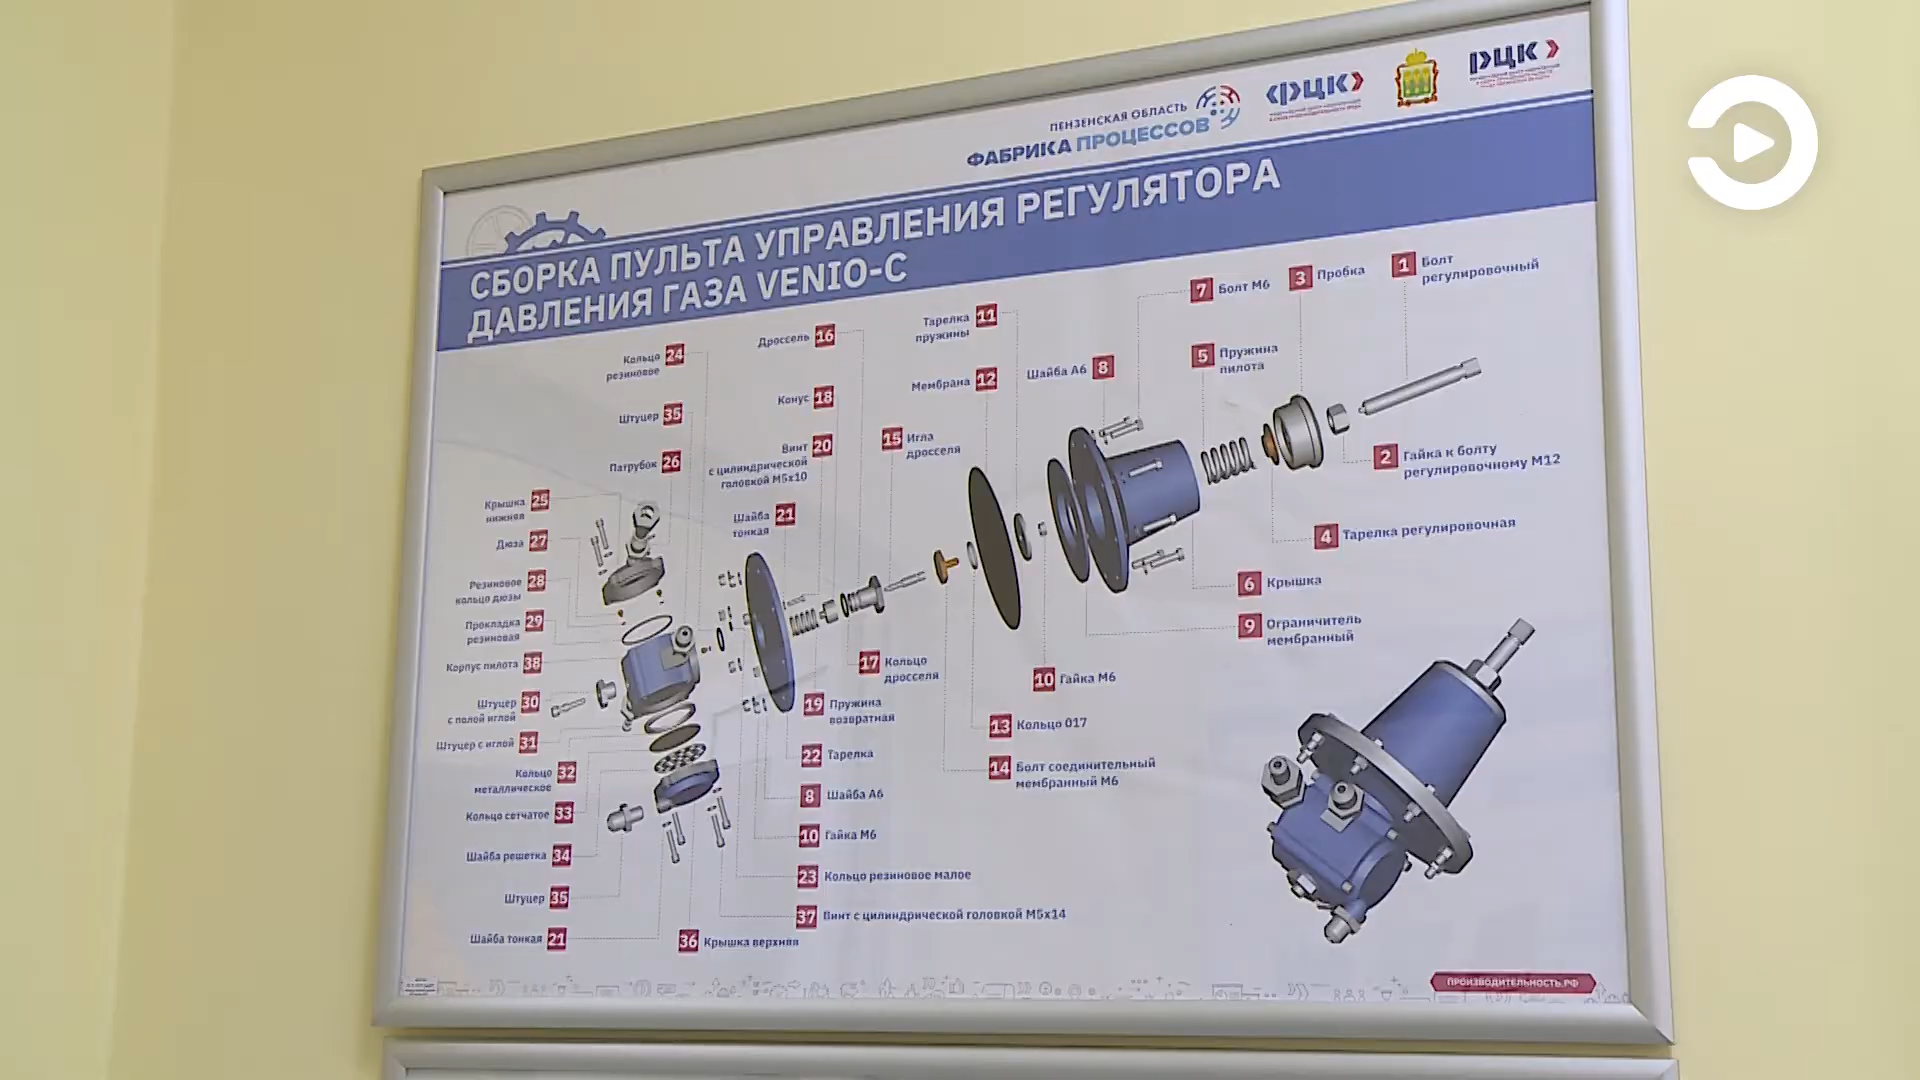 ПЕНЗЕНСКАЯ ОБЛАСТЬ
ФАБРИКА ПРОЦЕССОВ
ФЦК
РЦК
СБОРКА ПУЛЬТА УПРАВЛЕНИЯ РЕГУЛЯТОРА
ДАВЛЕНИЯ ГАЗА VENIO-C
1 Болт
регулировочный
3 Пробка
7 Болт М6
Тарелка 11
пружины
Дроссель 16
Кольцо 24
резиновое
5 Пружина
пилота
Шайба А6 8
Мембрана 12
Конус 18
Штуцер 35
15 Игла
дросселя
Винт 20
с цилиндрической
головкой М5х10
Патрубок 26
2 Гайка к болту
регулировочному М12
Крышка 25
нижняя
Шайба 21
тонкая
4 Тарелка регулировочная
Дюза 27
Резиновое 28
кольцо дюзы
6 Крышка
Прокладка 29
резиновая
9 Ограничитель
мембранный
Корпус пилота 38
17 Кольцо
дросселя
10 Гайка М6
Штуцер 30
с полой иглой
19 Пружина
возвратная
13 Кольцо 017
Штуцер с иглой 31
22 Тарелка
14 Болт соединительный
мембранный М6
Кольцо 32
металлическое
8 Шайба А6
Кольцо сетчатое 33
10 Гайка М6
Шайба решетка 34
23 Кольцо резиновое малое
Штуцер 35
37 Винт с цилиндрической головкой М5х14
Шайба тонкая 21
36 Крышка верхняя
ПРОИЗВОДИТЕЛЬНОСТЬ.РФ